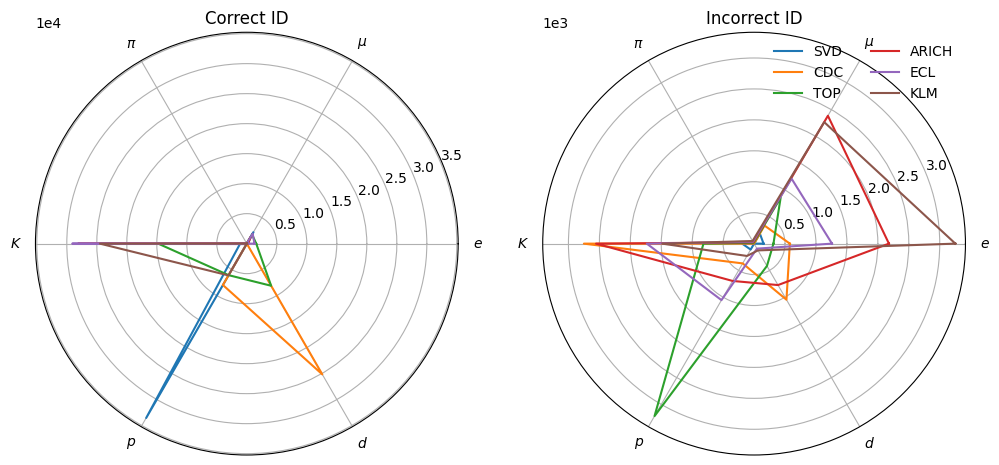 Correct ID
1e4
π
μ
K
e
p
d
0.5
1.0
1.5
2.0
2.5
3.0
3.5
Incorrect ID
1e3
π
μ
K
e
p
d
0.5
1.0
1.5
2.0
2.5
3.0
SVD
CDC
TOP
ARICH
ECL
KLM